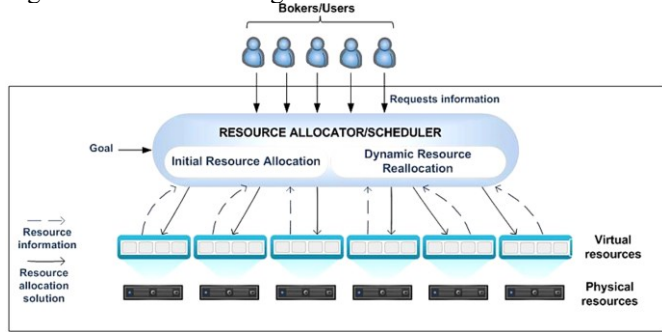 Bokers/Users
Requests information
RESOURCE ALLOCATOR/SCHEDULER
Goal
Initial Resource Allocation
Dynamic Resource
Reallocation
Resource
information
Resource
allocation
solution
Virtual
resources
Physical
resources